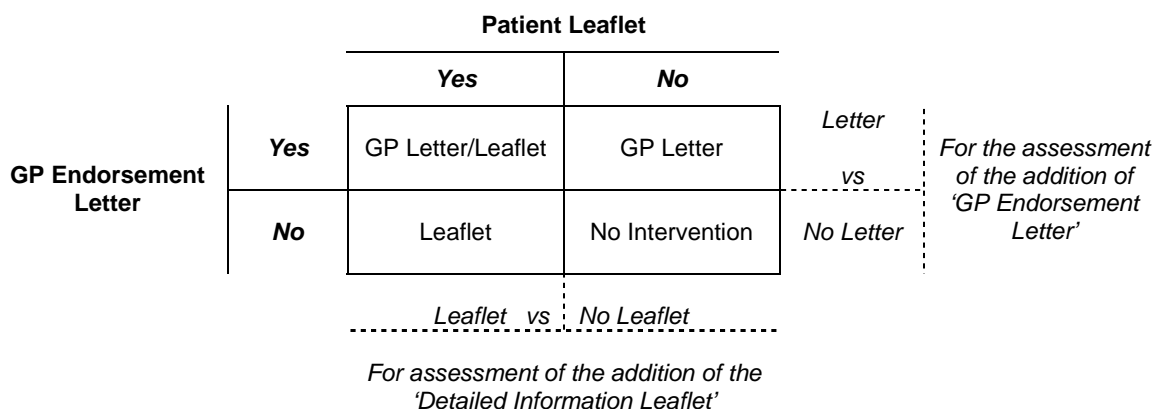 Patient Leaflet
Yes No
GP Endorsement
Letter
Yes GP Letter/Leaflet GP Letter
No Leaflet No Intervention
Letter
vs
No Letter
For the assessment
of the addition of
‘GP Endorsement
Letter’
Leaflet vs No Leaflet
For assessment of the addition of the
‘Detailed Information Leaflet’